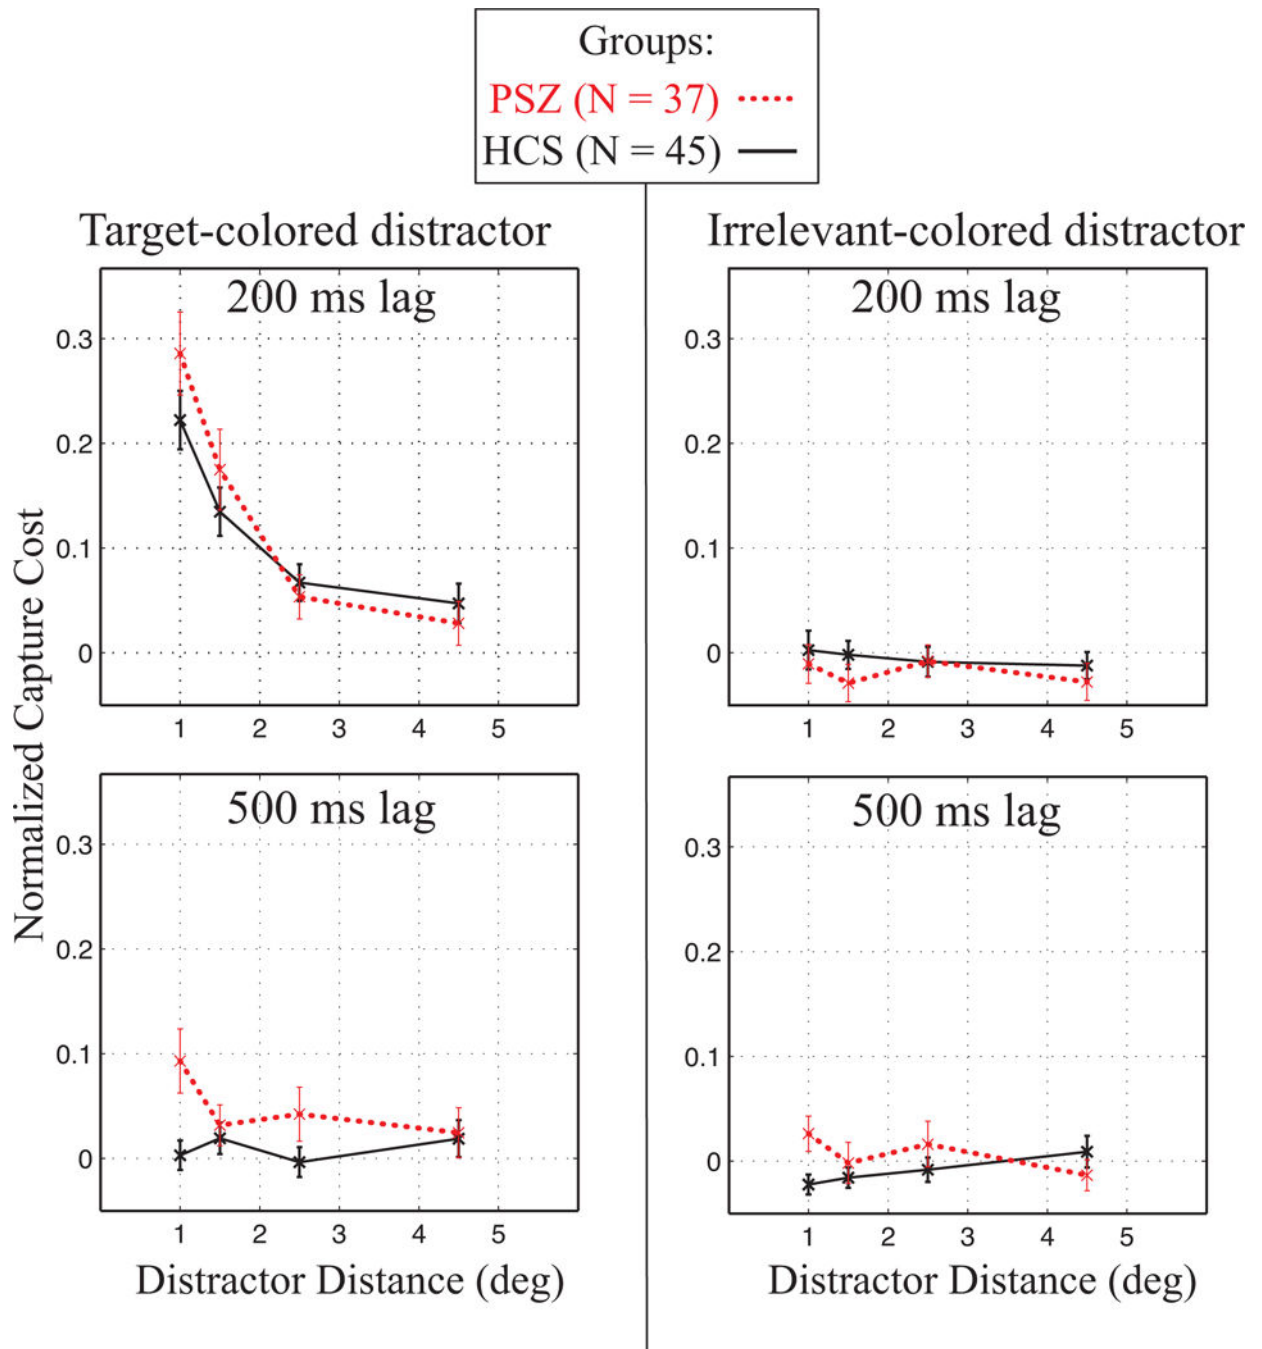 Groups:
PSZ (N = 37)
HCS (N = 45)
Target-colored distractor
Irrelevant-colored distractor
200 ms lag
0.3
0.2
0.1
0
1 2 3 4 5
200 ms lag
0.3
0.2
0.1
0
1 2 3 4 5
Normalized Capture Cost
500 ms lag
0.3
0.2
0.1
0
1 2 3 4 5
500 ms lag
0.3
0.2
0.1
0
1 2 3 4 5
Distractor Distance (deg)
Distractor Distance (deg)